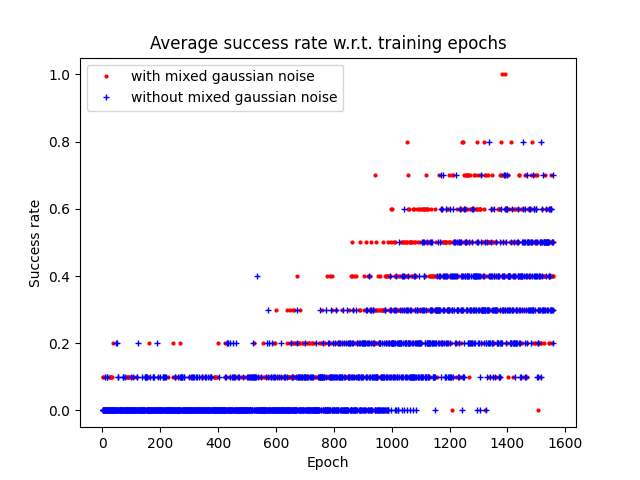 Average success rate w.r.t. training epochs
with mixed gaussian noise
without mixed gaussian noise
Success rate
1.0
0.8
0.6
0.4
0.2
0.0
0 200 400 600 800 1000 1200 1400 1600
Epoch